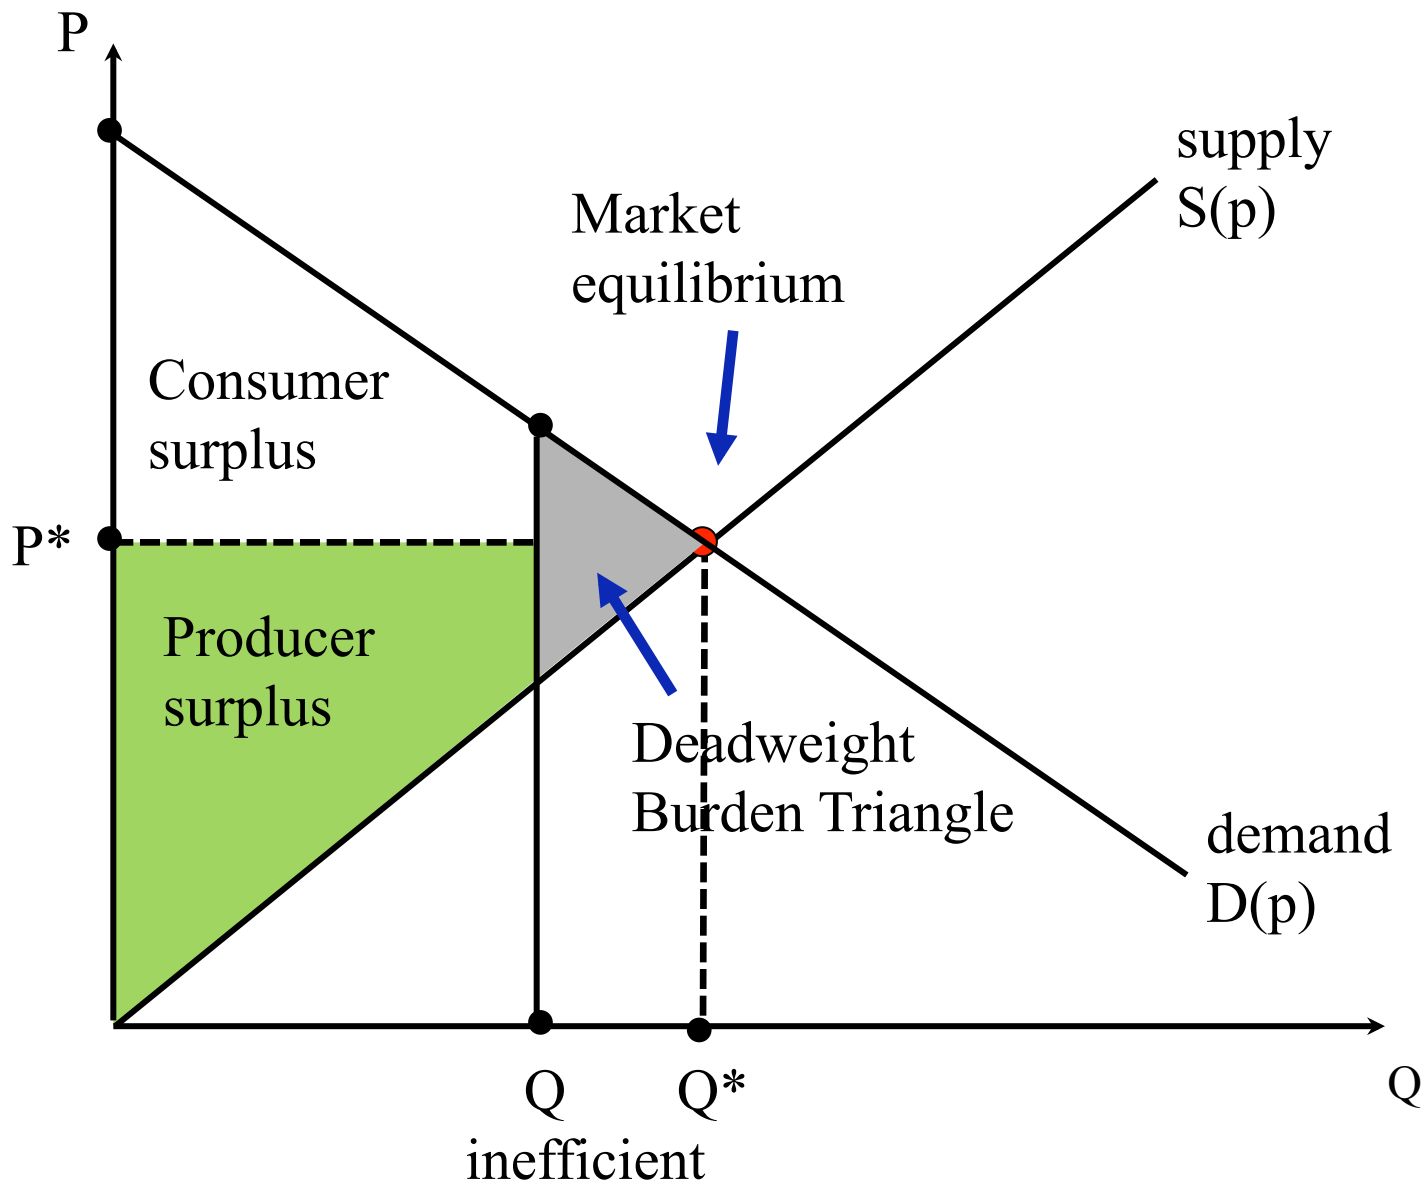 P
supply
S(p)
Market
equilibrium
Consumer
surplus
P*
Producer
surplus
Deadweight
Burden Triangle
demand
D(p)
Q
Q*
Q
inefficient